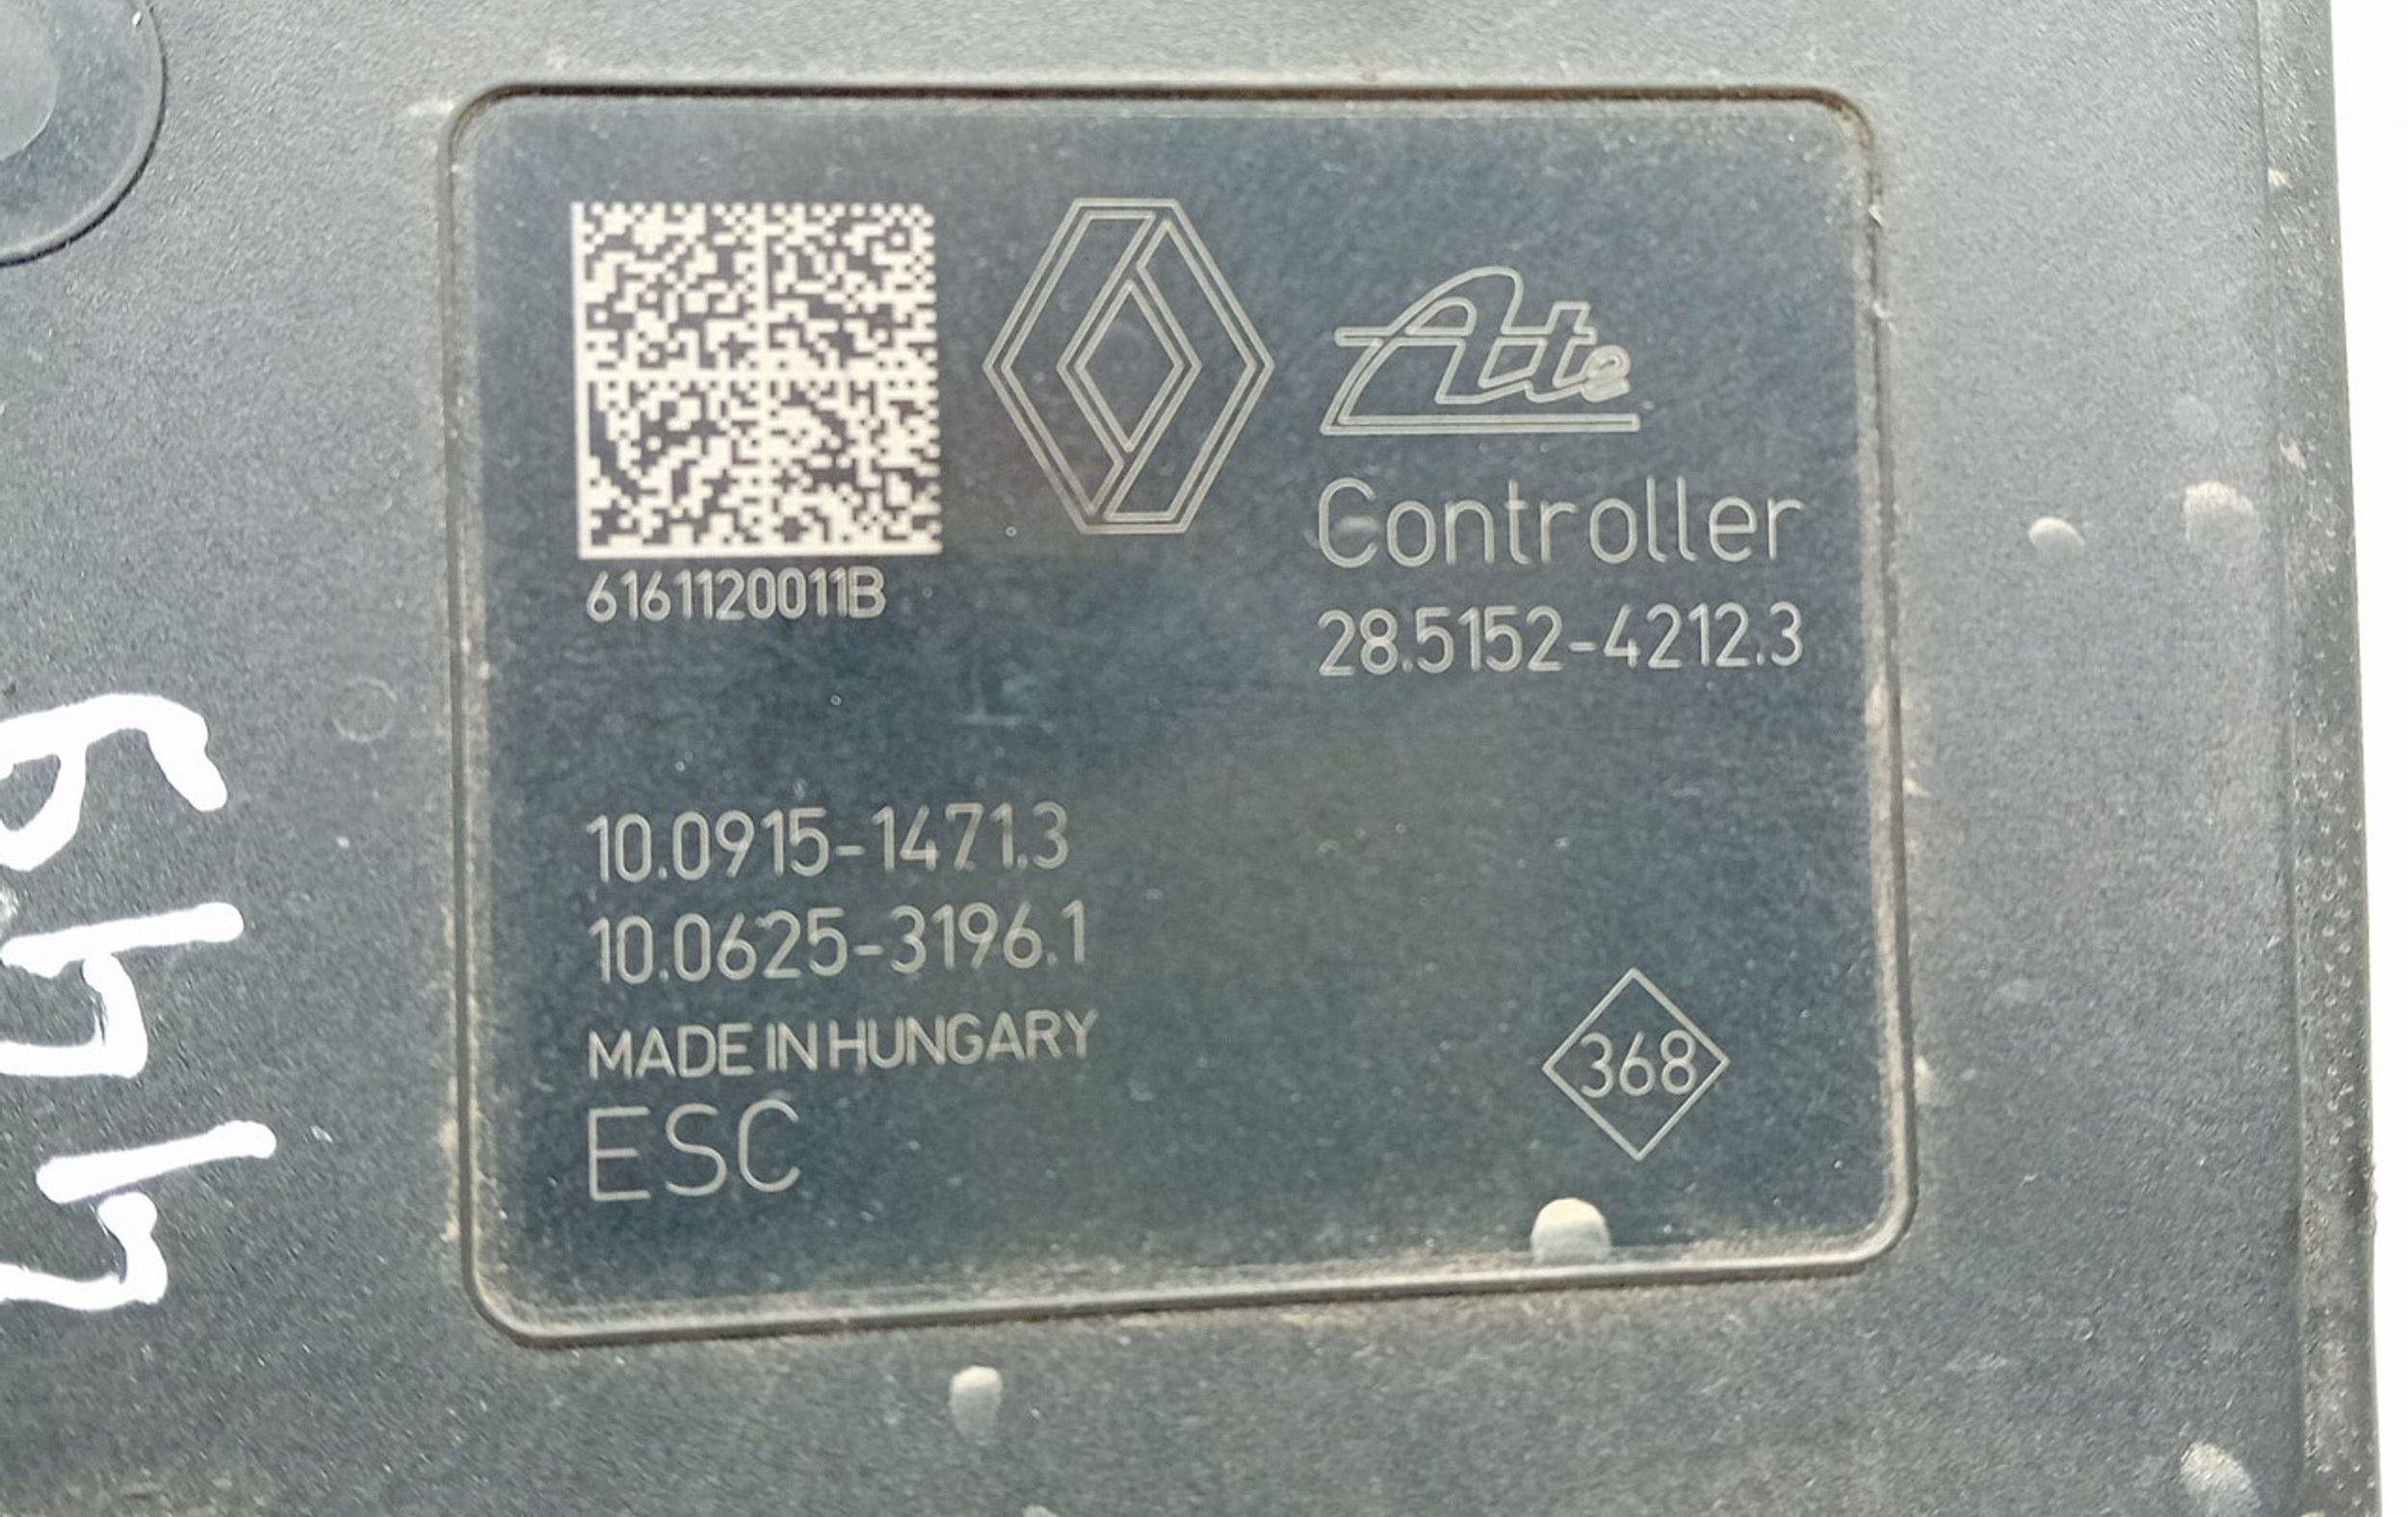 Ate
Controller
6161120011B
28.5152-4212.3
10.0915-1471.3
10.0625-3196.1
MADE IN HUNGARY
ESC
368